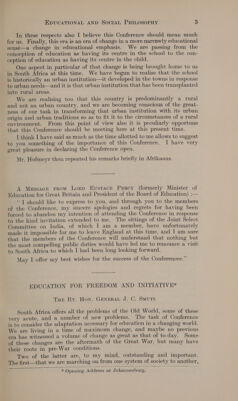 EDUCATIONAL AND SOCIAL PHILOSOPHY 5
In these respects also I believe this Conference should mean much
for us. Finally, this era is an era of change in a more narrowly educational
sense—a change in educational emphasis. We are passing from the
conception of education as having its centre in the school to the con-
ception of education as having its centre in the child.
One aspect in particular of that change is being brought home to us
in South Africa at this time. We have begun to realise that the school
is historically an urban institution—it developed in the towns in response
to urban needs—and it is that urban institution that has been transplanted
into rural areas.
We are realising too that this country is predominantly a rural
and not an urban country, and we are becoming conscious of the great-
ness of our task in transforming that urban institution with its urban
origin and urban traditions so as to fit it to the circumstances of a rural
environment. From this point of view also it is peculiarly opportune
that this Conference should be meeting here at this present time.
I think I have said as much as the time allotted to me allows to suggest
to you something of the importance of this Conference. I have very
great pleasure in declaring the Conference open.
Mr. Hofmeyr then repeated his remarks briefly in Afrikaans.
A MESSAGE FROM LORD EUSTACE PERCY (formerly Minister of
Education for Great Britain and President of the Board of Education) :—
“ I should like to express to you, and through you to the members
of the Conference, my sincere apologies and regrets for having been
forced to abandon my intention of attending the Conference in response
to the kind invitation extended to me. The sittings of the Joint Select
Committee on India, of which I am a member, have unfortunately
made it impossible for me to leave England at this time, and I am sure
that the members of the Conference will understand that nothing but
the most compelling public duties would have led me to renounce a visit
to South Africa to which I had been long looking forward.
May I offer my best wishes for the success of the Conference.”
EDUCATION FOR FREEDOM AND INITIATIVE*
THE RT. HON. GENERAL J. C. SMUTS
South Africa offers all the problems of the Old World, some of these
very acute, and a number of new problems. The task of Conference
is to consider the adaptation necessary for education in a changing world.
We are living in a time of maximum change, and maybe no previous
era has witnessed a volume of change as great as that of to-day. Some
of these changes are the aftermath of the Great War, but many have
their roots in pre-War conditions.
Two of the latter are, to my mind, outstanding and important.
The first—that we are marching on from one system of society to another,
* Opening Address at Johannesburg.